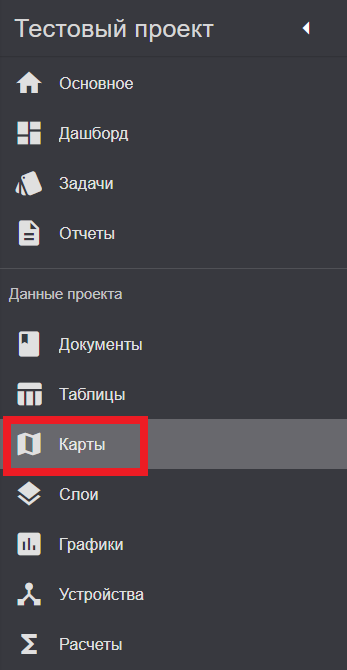 Тестовый проект
Основное
Дашборд
Задачи
Отчеты
Данные проекта
Документы
Таблицы
Карты
Слои
Графики
Устройства
Расчеты